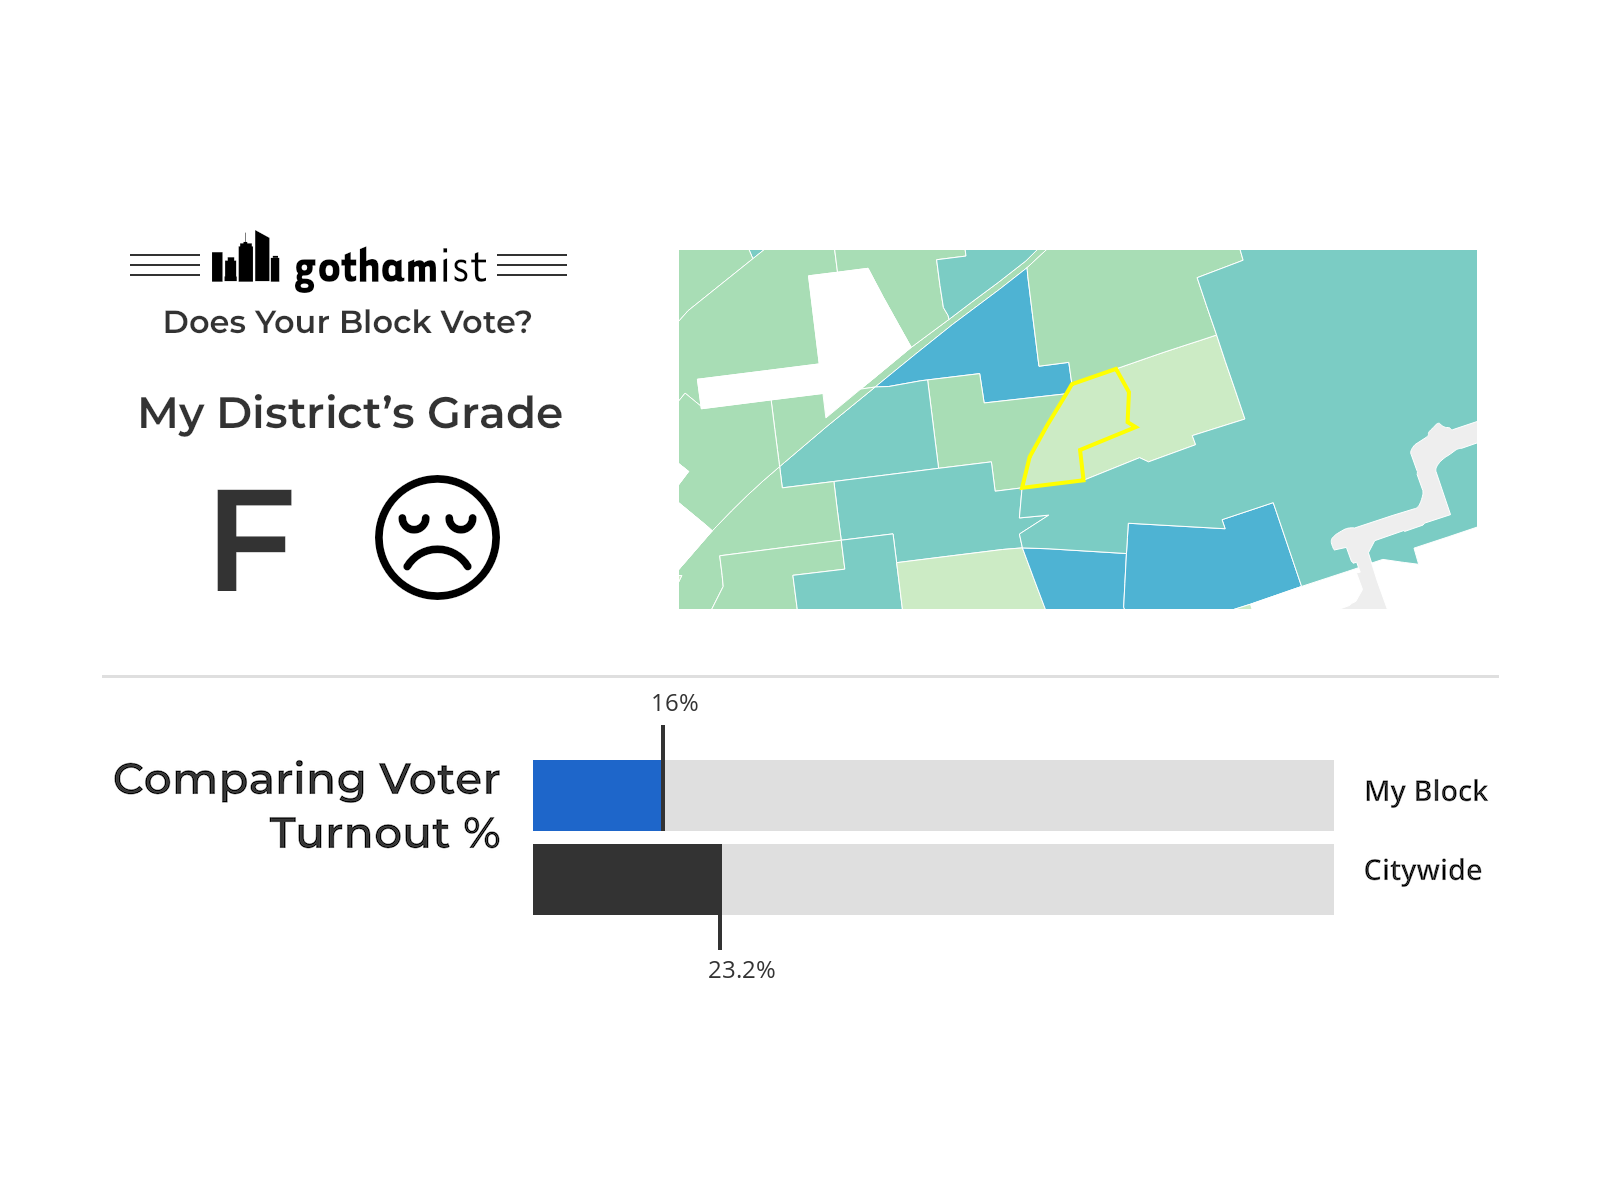 gothamist
Does Your Block Vote?
My District’s Grade
F
16%
Comparing Voter
Turnout %
My Block
Citywide
23.2%